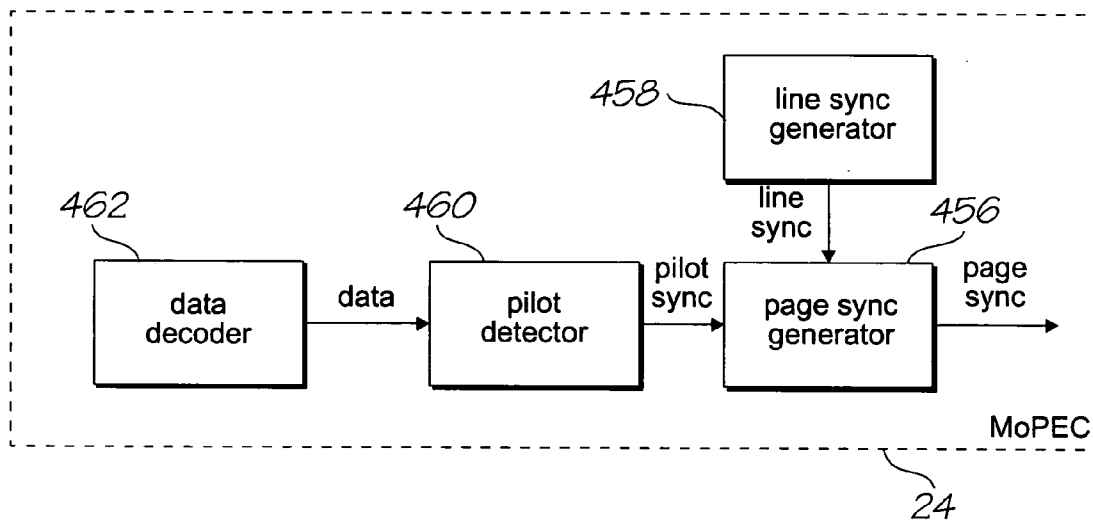 458
line sync
generator
line
sync
462
460
456
data
decoder
data
pilot
detector
pilot
sync
page sync
generator
page
sync
MoPEC
24